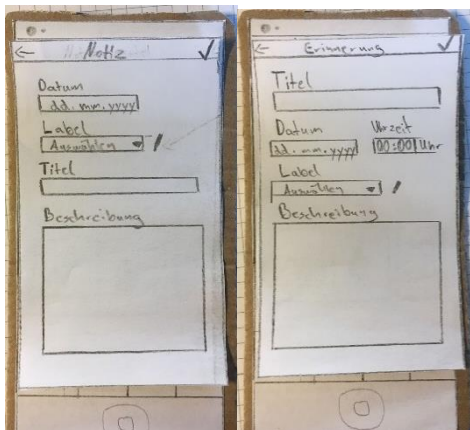 Notiz
Datum
dd.mm.yyyy
Label
Auswählen
Titel
Beschreibung
Erinnerung
Titel
Datum Uhrzeit
dd.mm.yyyy 00:00 Uhr
Label
Auswählen
Beschreibung